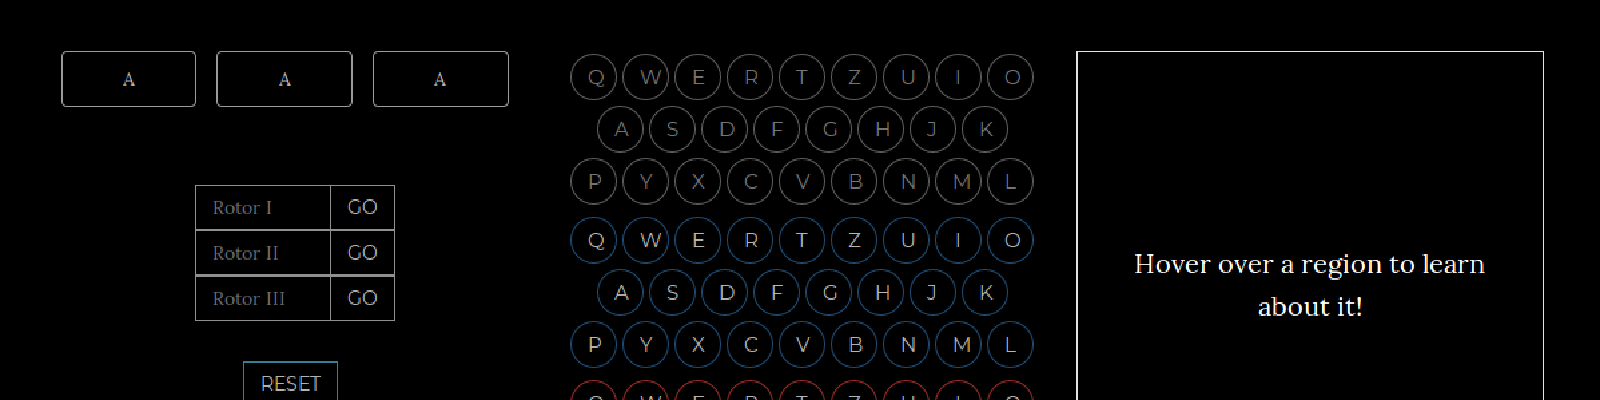 A A A
Rotor I GO
Rotor II GO
Rotor III GO
RESET
Q W E R T Z U I O
A S D F G H J K
P Y X C V B N M L
Q W E R T Z U I O
A S D F G H J K
P Y X C V B N M L
Q W E R T Z U I O
Hover over a region to learn
about it!